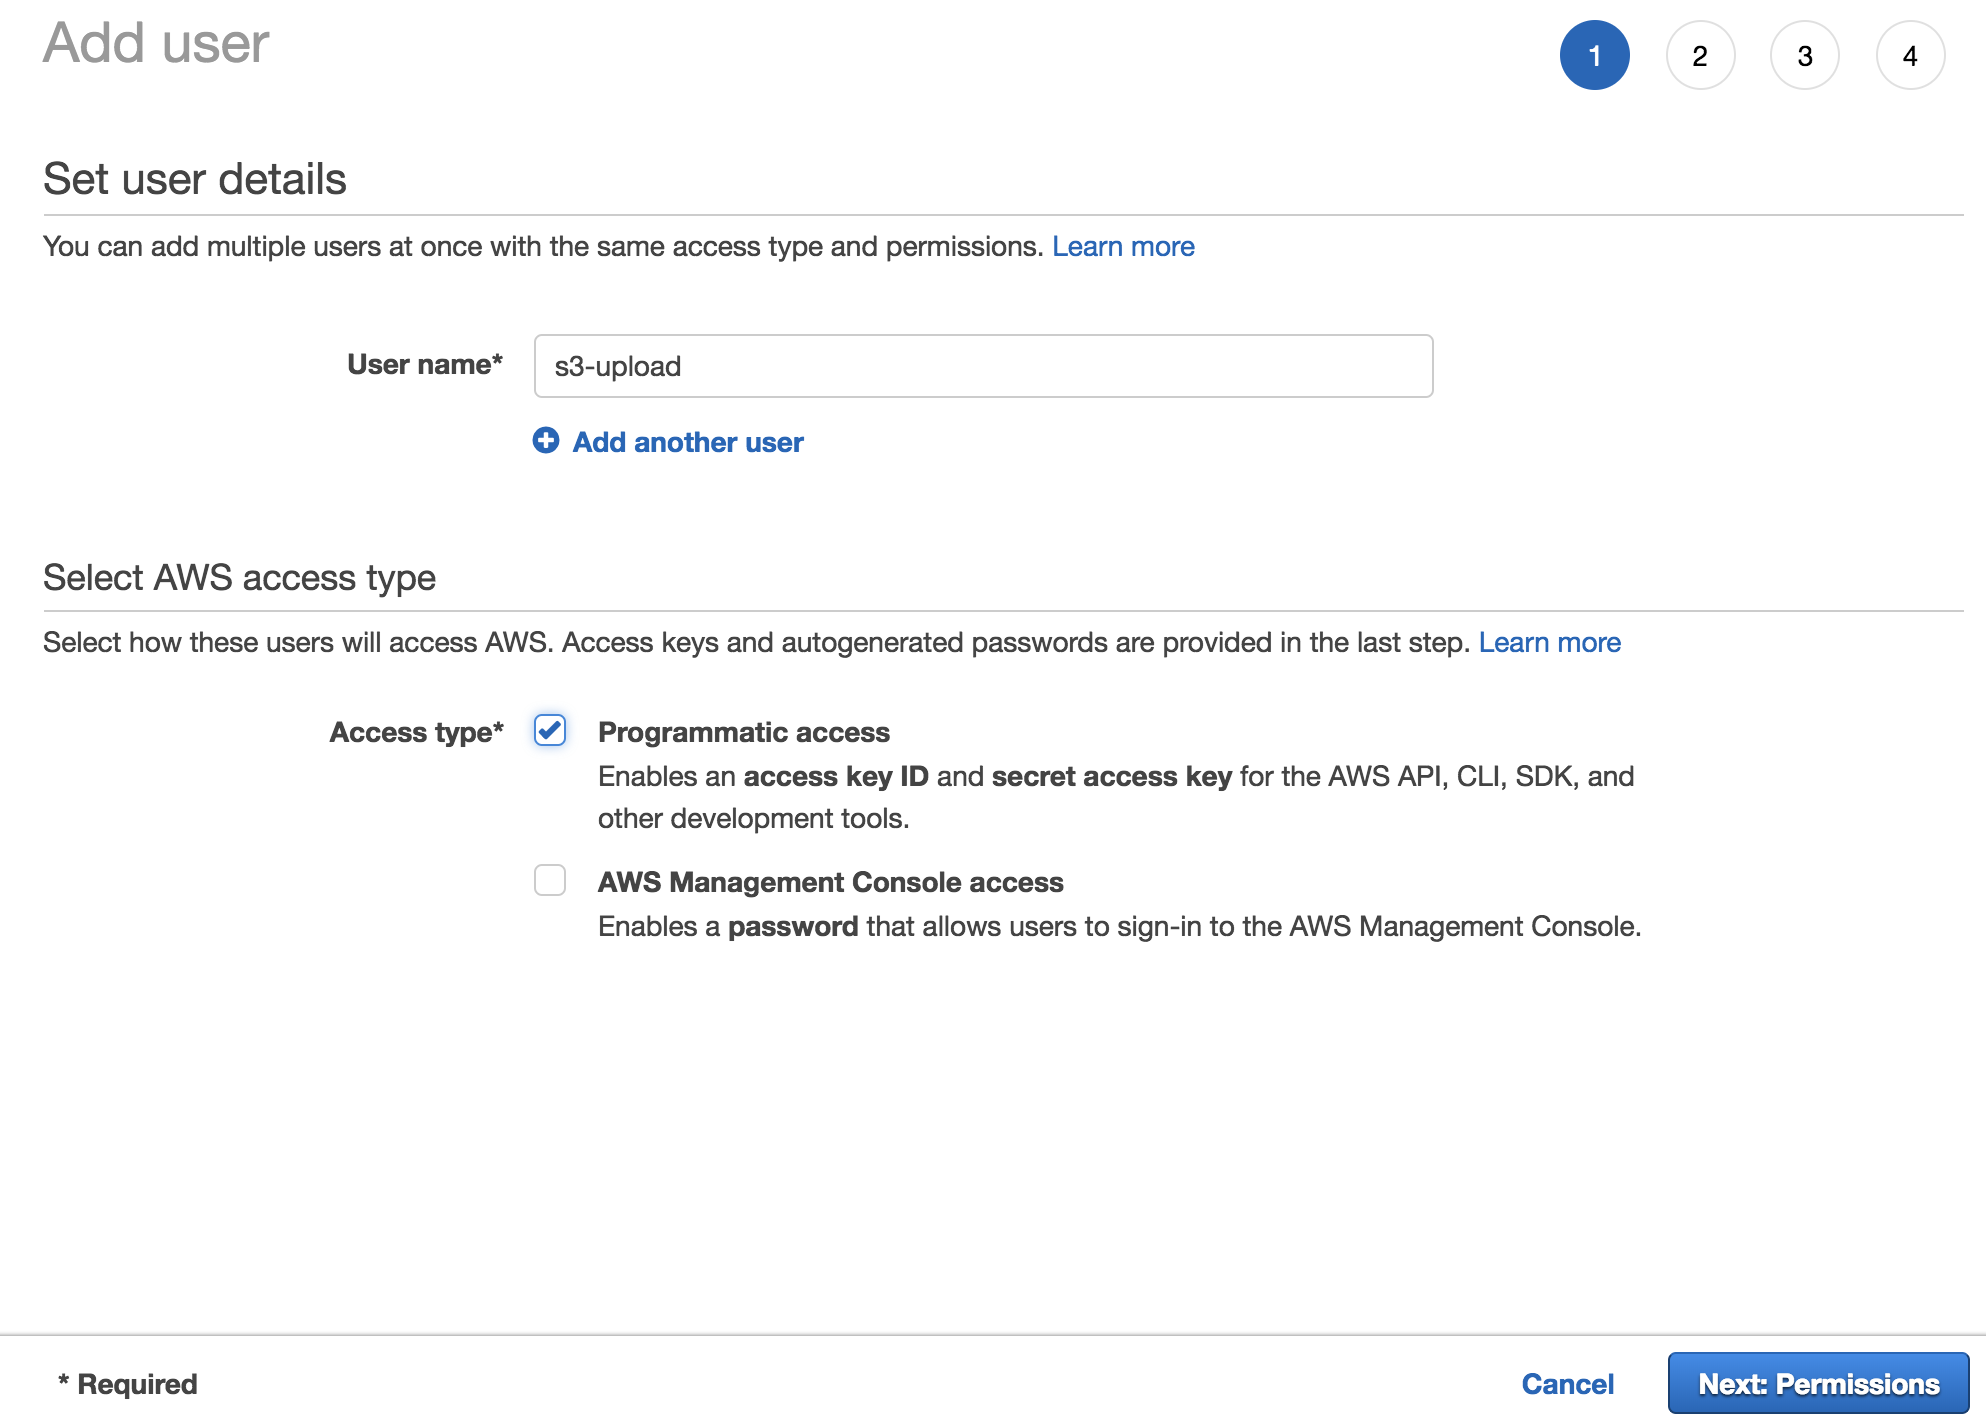 Add user
1 2 3 4
Set user details
You can add multiple users at once with the same access type and permissions. Learn more
User name* s3-upload
Add another user
Select AWS access type
Select how these users will access AWS. Access keys and autogenerated passwords are provided in the last step. Learn more
Access type* Programmatic access
Enables an access key ID and secret access key for the AWS API, CLI, SDK, and
other development tools.
AWS Management Console access
Enables a password that allows users to sign-in to the AWS Management Console.
* Required Cancel Next: Permissions